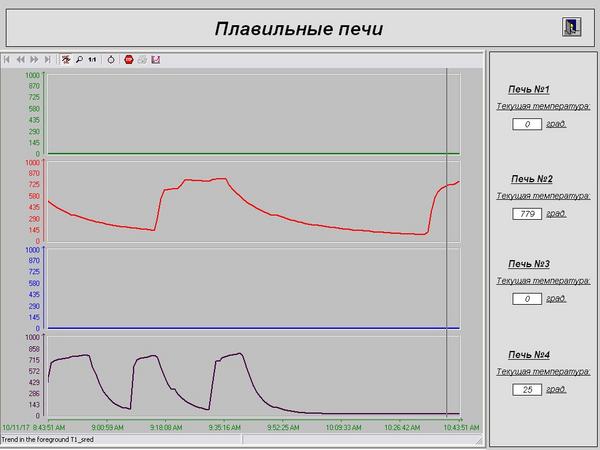 Плавильные печи
1:1
STOP
1000
870
725
580
435
290
145
0
1000
870
725
580
435
290
145
0
1000
870
725
580
435
290
145
0
1000
858
715
572
429
286
143
0
10/11/17 8:43:51 AM 9:00:59 AM 9:18:08 AM 9:35:16 AM 9:52:25 AM 10:09:33 AM 10:26:42 AM 10:43:51 AM
Trend in the foreground T1_sred
Печь №1
Текущая температура:
0 град.
Печь №2
Текущая температура:
779 град.
Печь №3
Текущая температура:
0 град.
Печь №4
Текущая температура:
25 град.